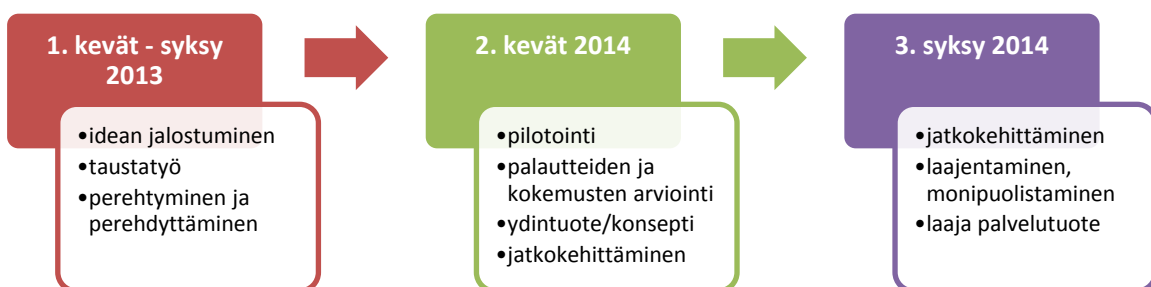 1. kevät - syksy
2013
•idean jalostuminen
•taustatyö
•perehtyminen ja
perehdyttäminen
2. kevät 2014
•pilotointi
•palautteiden ja
kokemusten arviointi
•ydintuote/konsepti
•jatkokehittäminen
3. syksy 2014
•jatkokehittäminen
•laajentaminen,
monipuolistaminen
•laaja palvelutuote